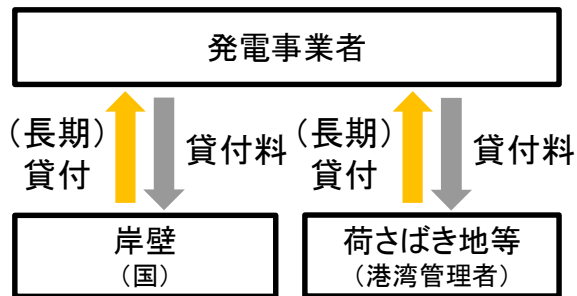 発電事業者
（長期）
貸付
貸付料
（長期）
貸付
貸付料
岸壁
（国）
荷さばき地等
（港湾管理者）